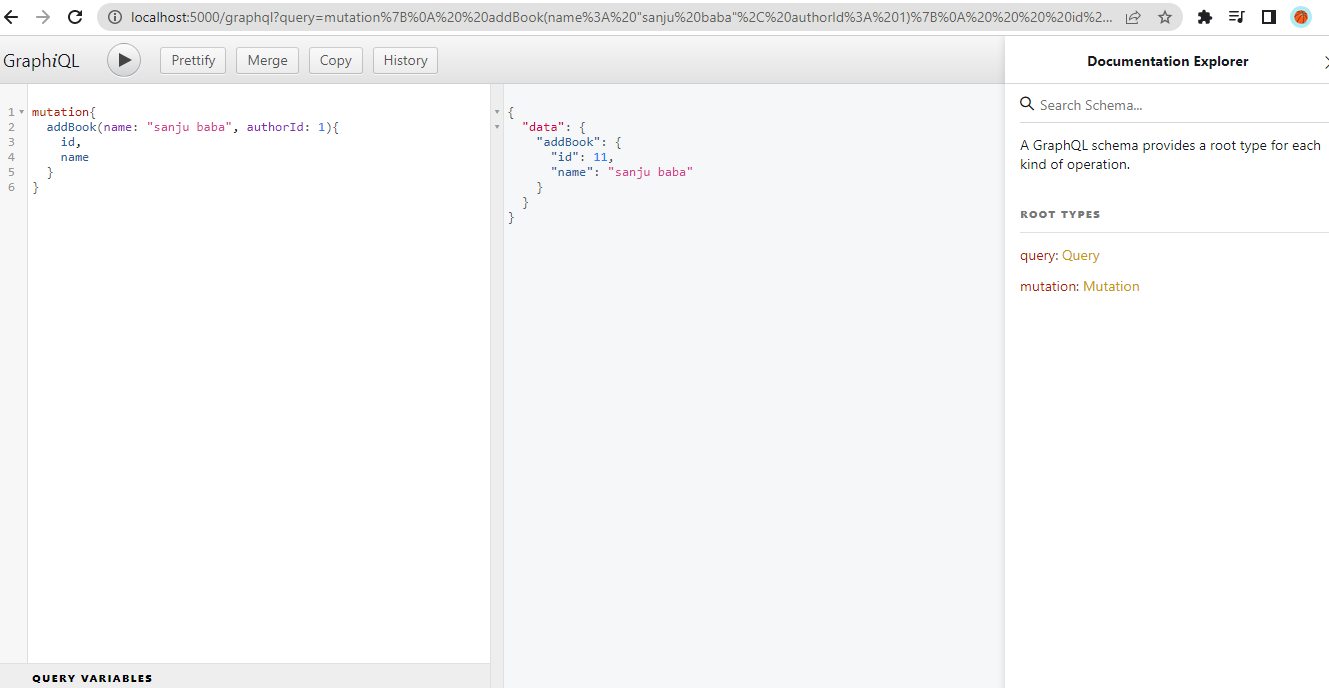 localhost:5000/graphql?query=mutation%7B%0A%20%20addBook(name%3A%20"sanju%20baba"%2C%20authorId%3A%201)%7B%0A%20%20%20%20id%2...
GraphiQL Prettify Merge Copy History
1 mutation{
2 addBook(name: "sanju baba", authorId: 1){
3 id,
4 name
5 }
6 }
QUERY VARIABLES
{
"data": {
"addBook": {
"id": 11,
"name": "sanju baba"
}
}
}
Documentation Explorer
Search Schema...
A GraphQL schema provides a root type for each
kind of operation.
ROOT TYPES
query: Query
mutation: Mutation